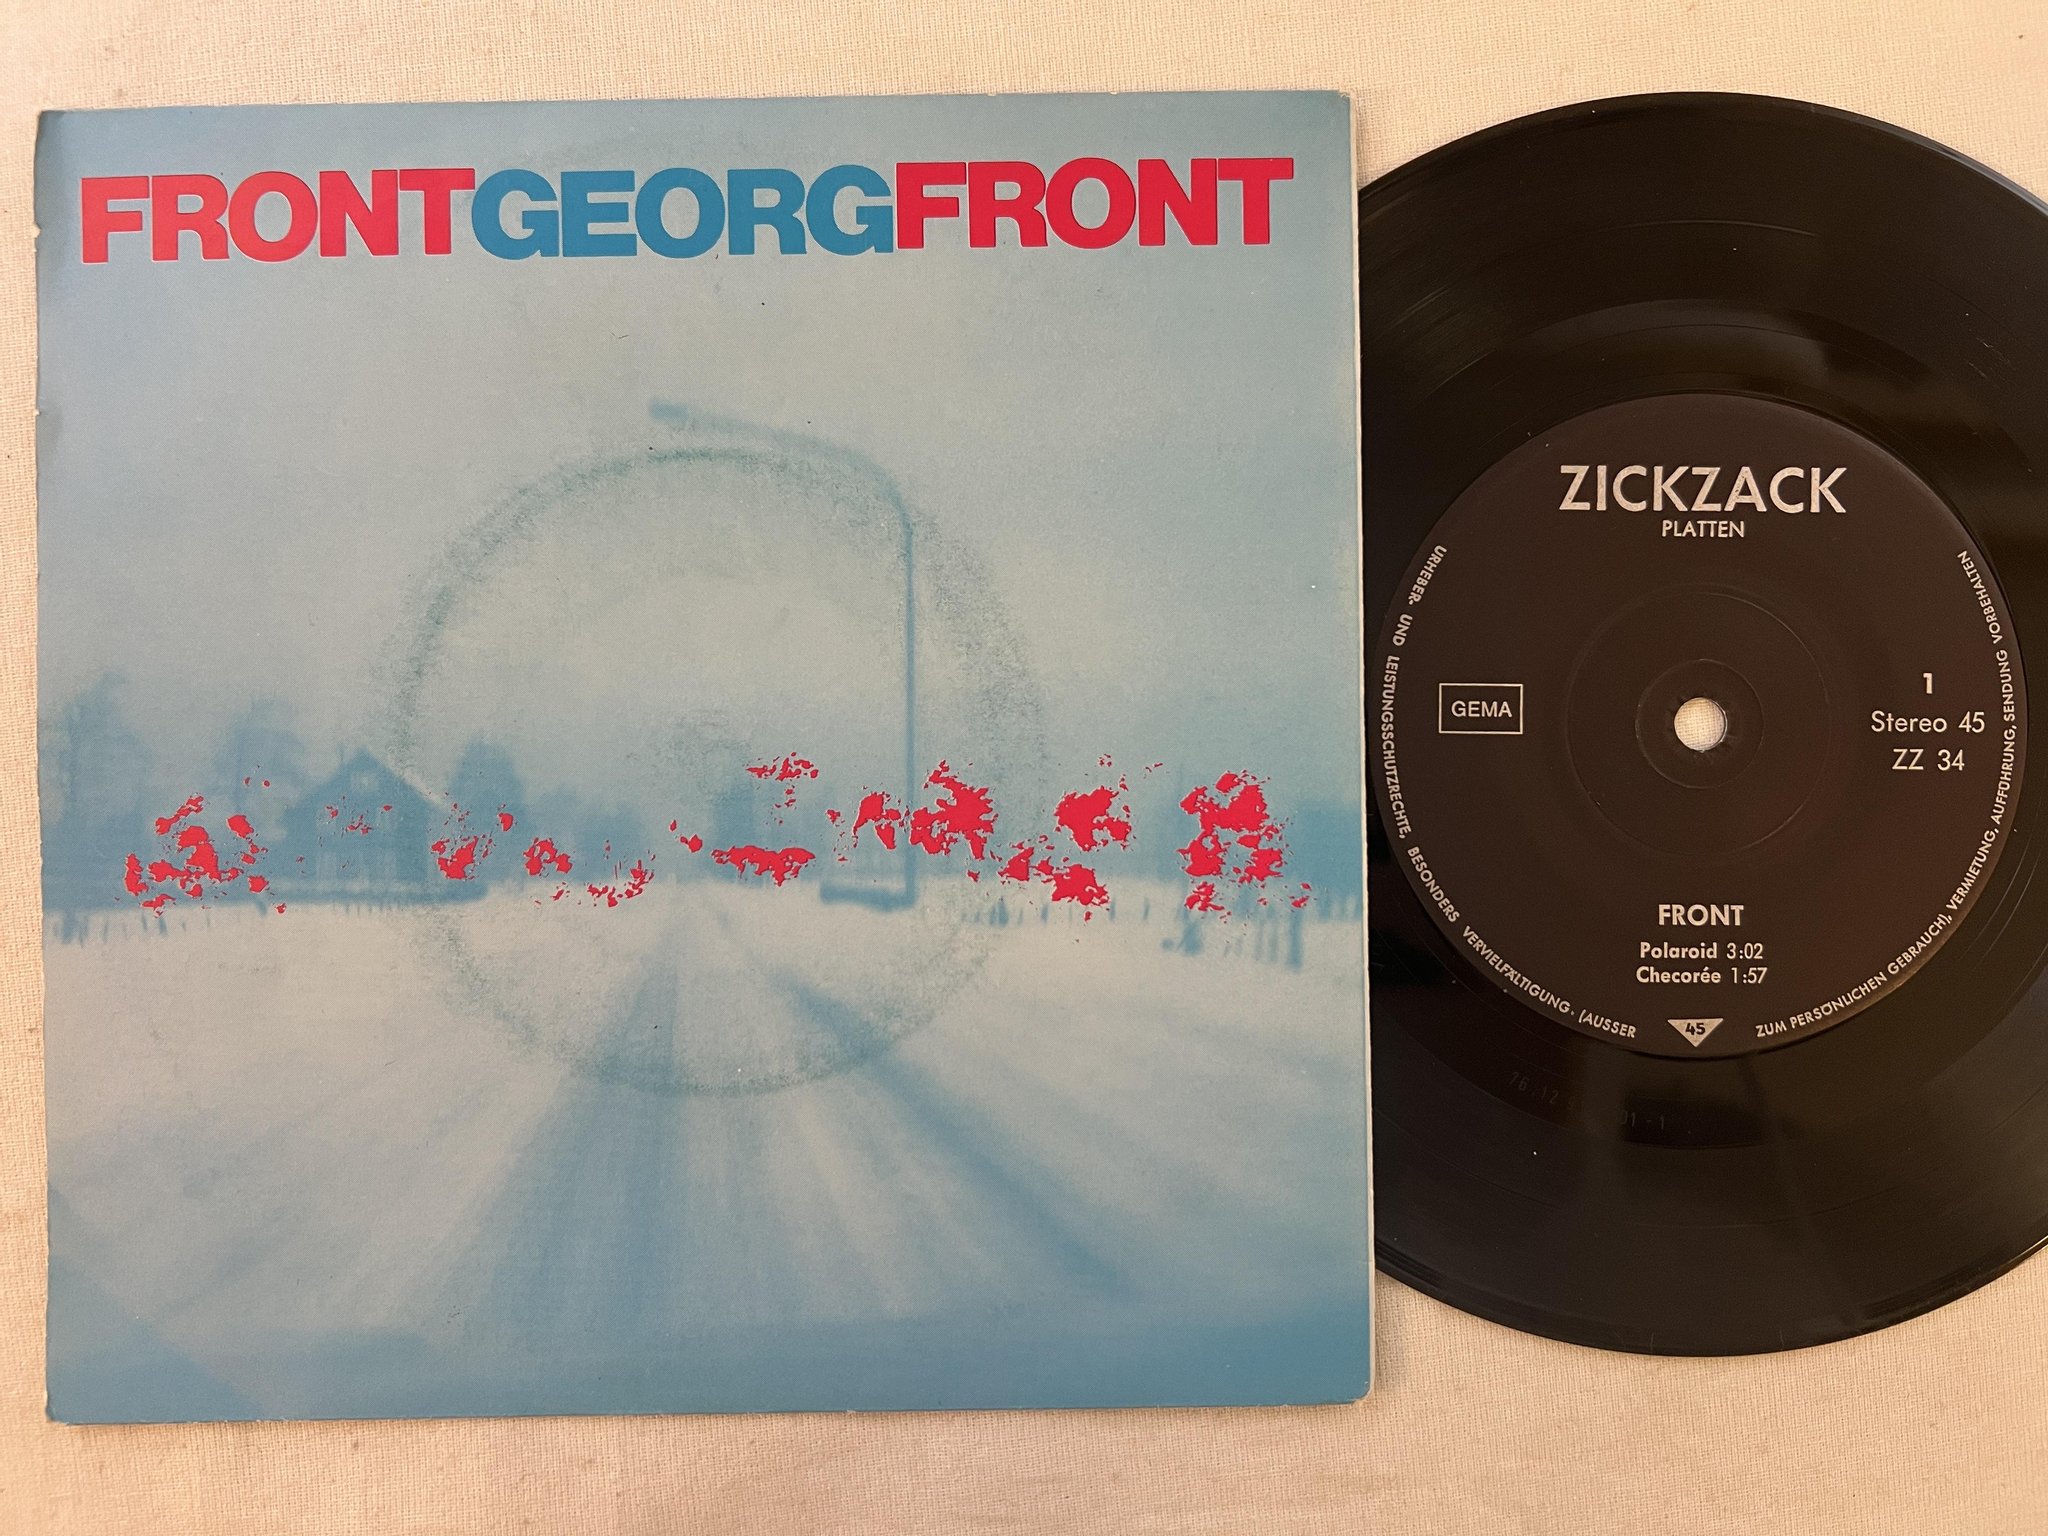 FRONTGEORGFRONT
ZICKZACK
PLATTEN
GEMA
1
Stereo 45
ZZ 34
FRONT
Polaroid 3:02
Checorée 1:57
45
URHEBER- UND LEISTUNGSSCHUTZRECHTE, BESONDERS VERVIELFÄLTIGUNG. (AUSSER ZUM PERSÖNLICHEN GEBRAUCH), VERMIETUNG, AUFFÜHRUNG, SENDUNG VORBEHALTEN